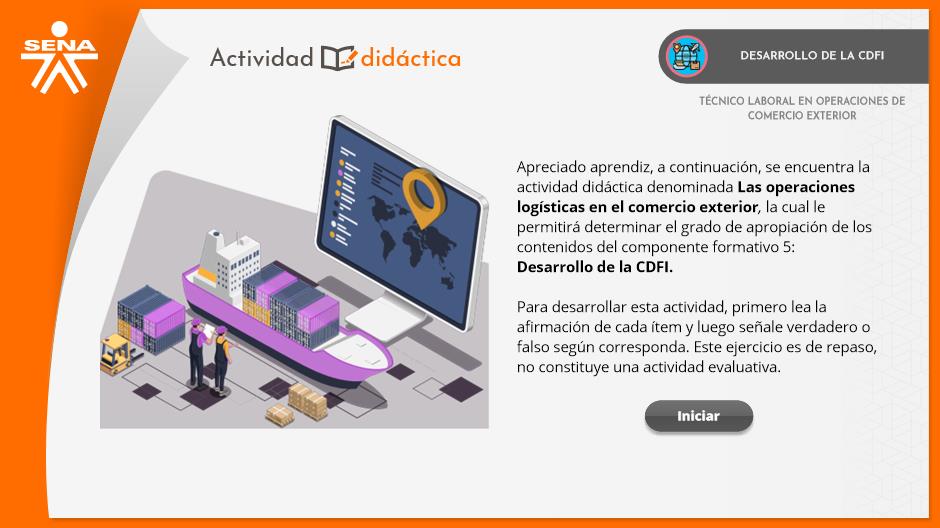 SENA
Actividad didáctica
DESARROLLO DE LA CDFI
TÉCNICO LABORAL EN OPERACIONES DE
COMERCIO EXTERIOR
Apreciado aprendiz, a continuación, se encuentra la
actividad didáctica denominada Las operaciones
logísticas en el comercio exterior, la cual le
permitirá determinar el grado de apropiación de los
contenidos del componente formativo 5:
Desarrollo de la CDFI.
Para desarrollar esta actividad, primero lea la
afirmación de cada ítem y luego señale verdadero o
falso según corresponda. Este ejercicio es de repaso,
no constituye una actividad evaluativa.
Iniciar